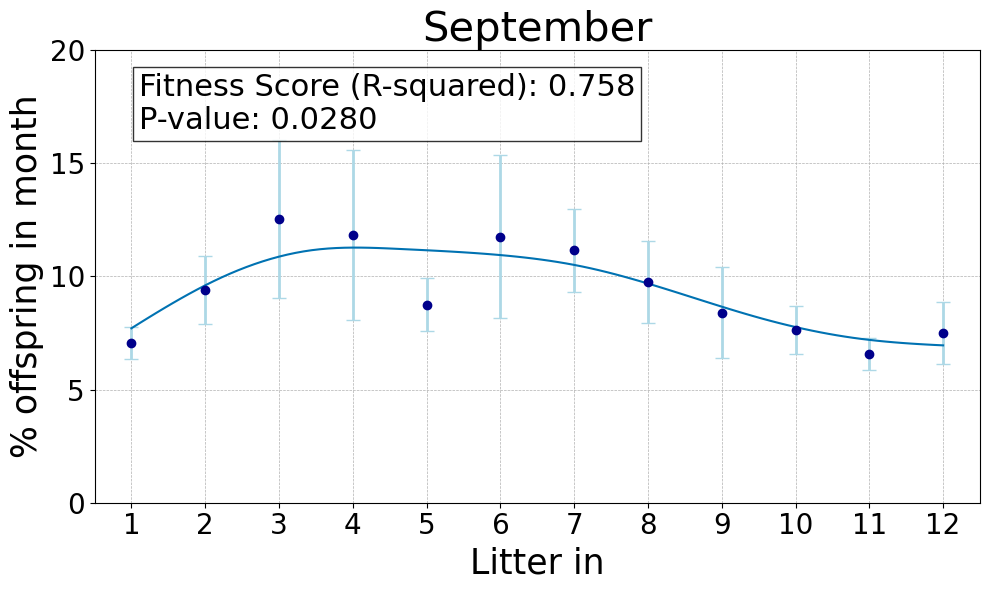 September
Fitness Score (R-squared): 0.758
P-value: 0.0280
% offspring in month
20
15
10
5
0
1 2 3 4 5 6 7 8 9 10 11 12
Litter in